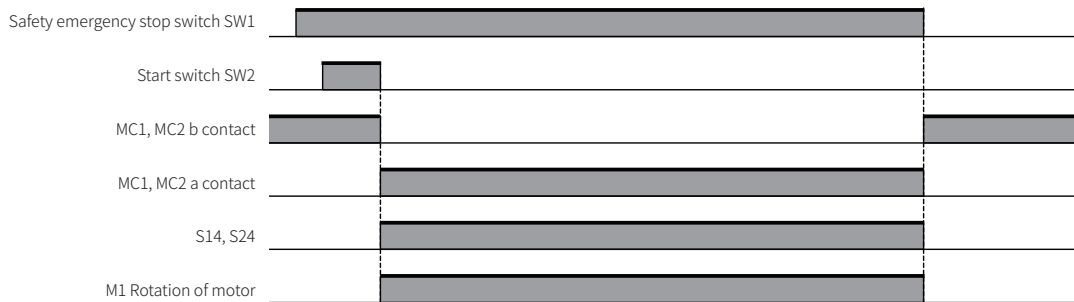 Safety emergency stop switch SW1
Start switch SW2
MC1, MC2 b contact
MC1, MC2 a contact
S14, S24
M1 Rotation of motor